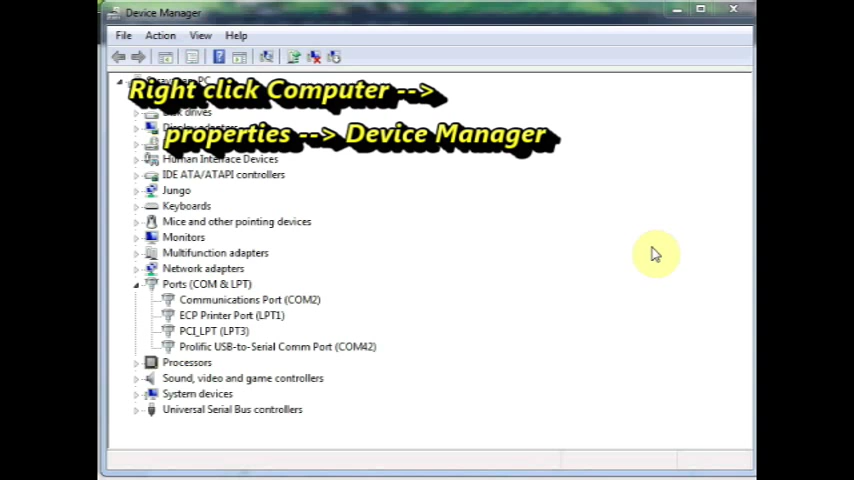 Device Manager
File Action View Help
Right click Computer -->
Disk drives
properties --> Device Manager
Human Interface Devices
IDE ATA/ATAPI controllers
Jungo
Keyboards
Mice and other pointing devices
Monitors
Multifunction adapters
Network adapters
Ports (COM & LPT)
Communications Port (COM2)
ECP Printer Port (LPT1)
PCI_LPT (LPT3)
Prolific USB-to-Serial Comm Port (COM42)
Processors
Sound, video and game controllers
System devices
Universal Serial Bus controllers